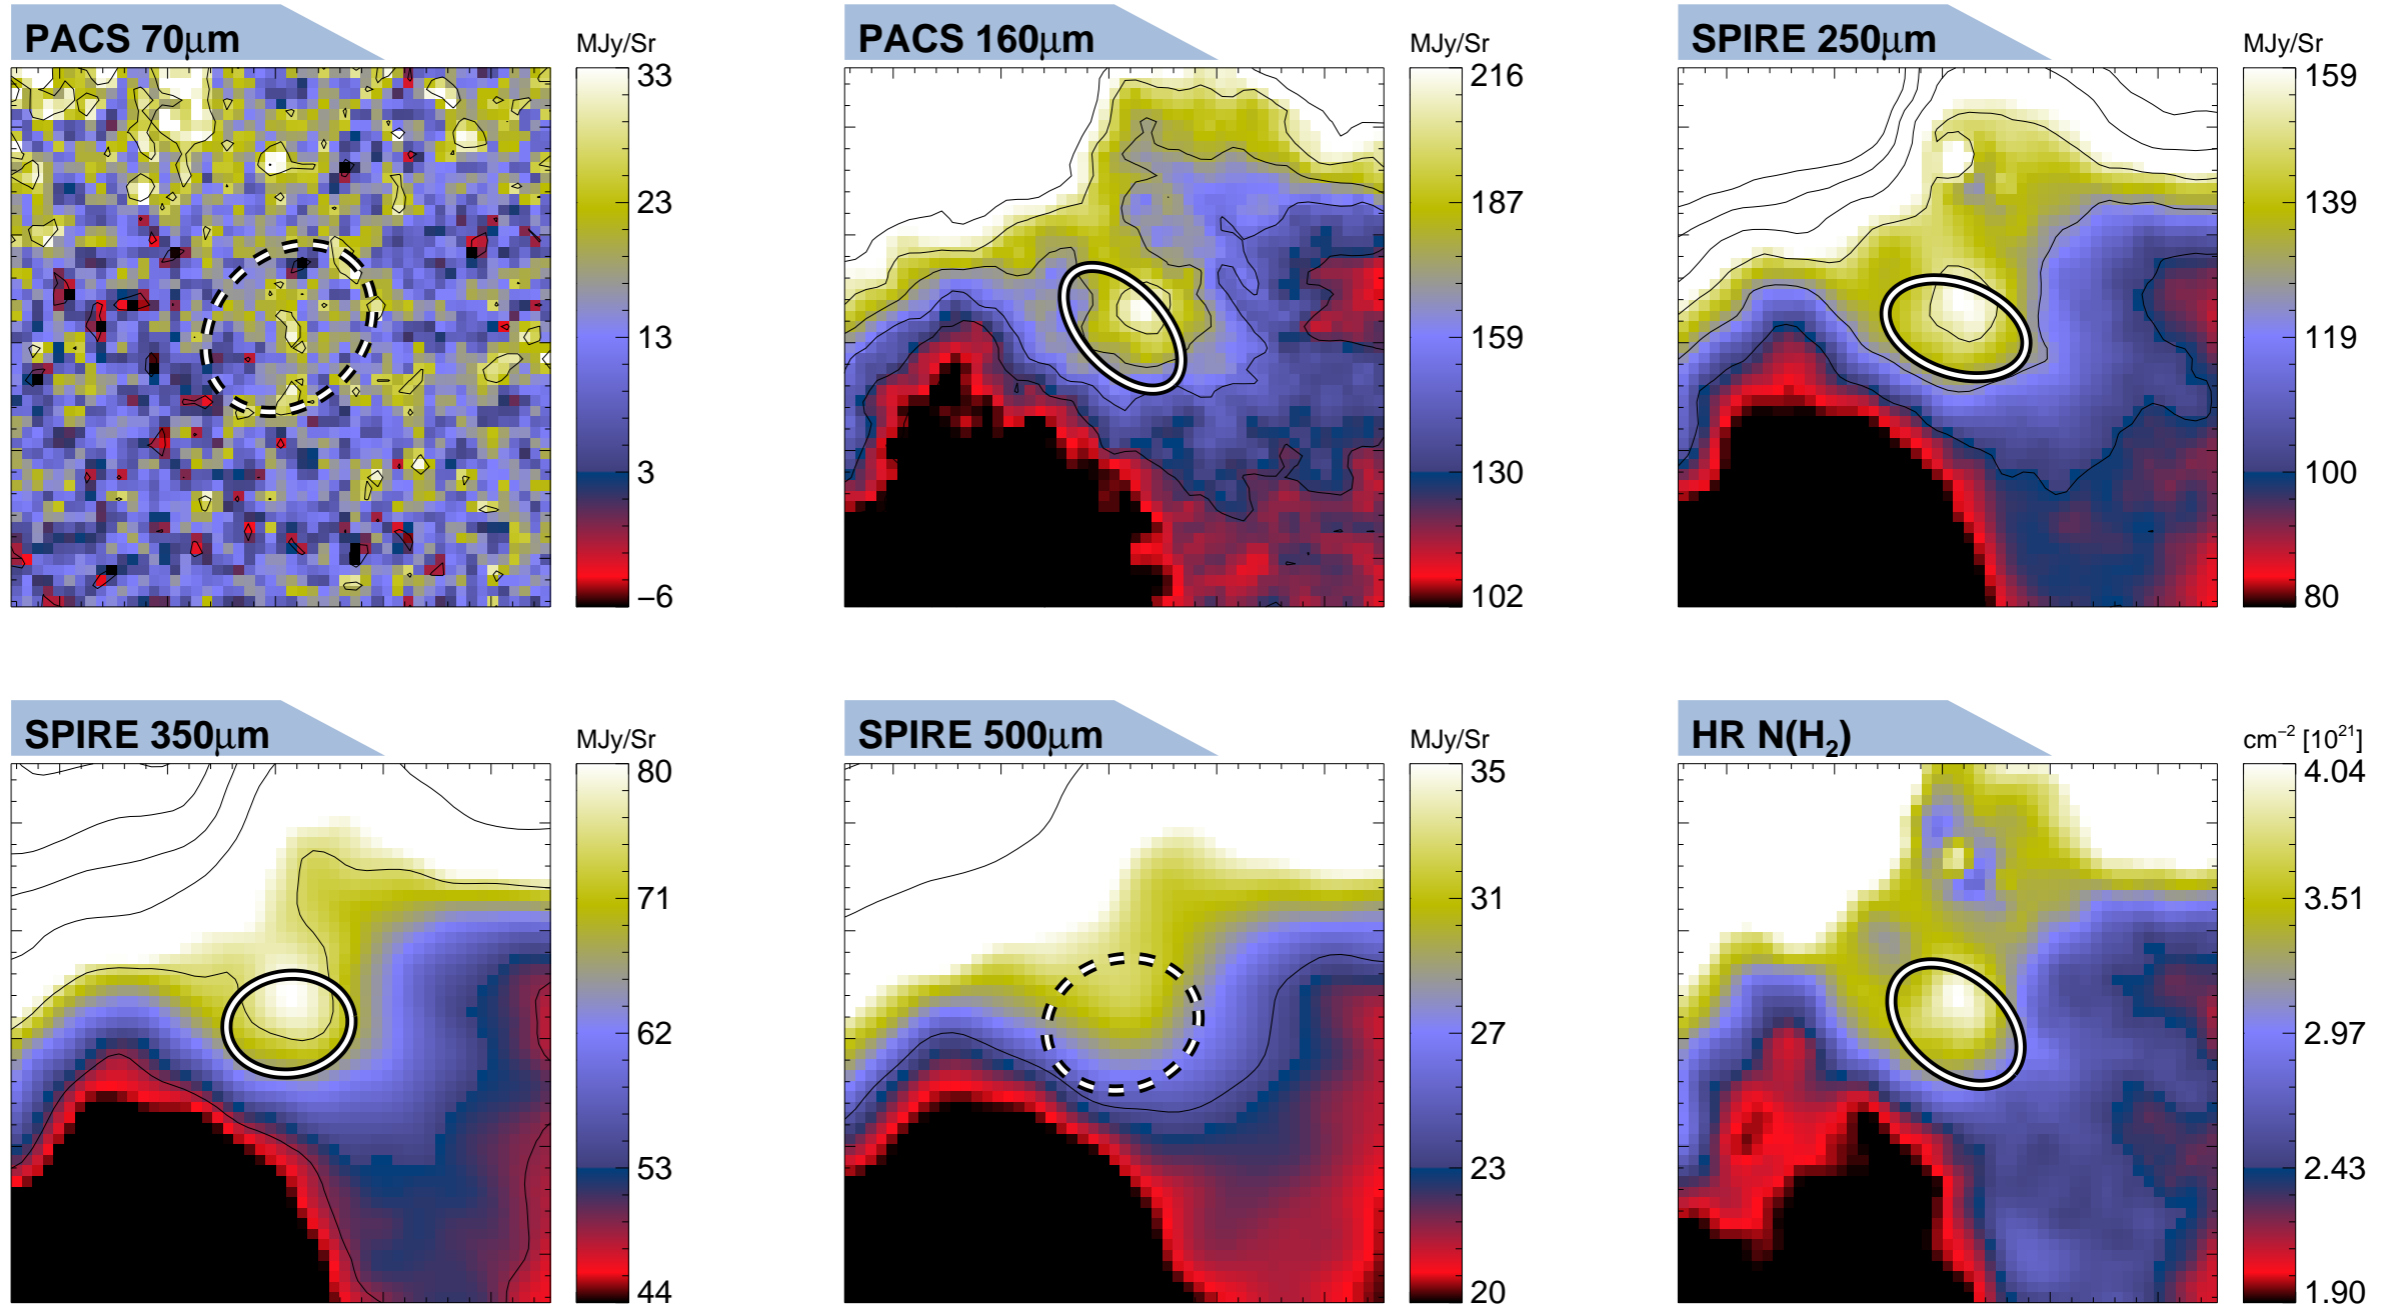 PACS 70μm
MJy/Sr
33
23
13
3
−6
PACS 160μm
MJy/Sr
216
187
159
130
102
SPIRE 250μm
MJy/Sr
159
139
119
100
80
SPIRE 350μm
MJy/Sr
80
71
62
53
44
SPIRE 500μm
MJy/Sr
35
31
27
23
20
HR N(H₂)
cm⁻² [10²¹]
4.04
3.51
2.97
2.43
1.90